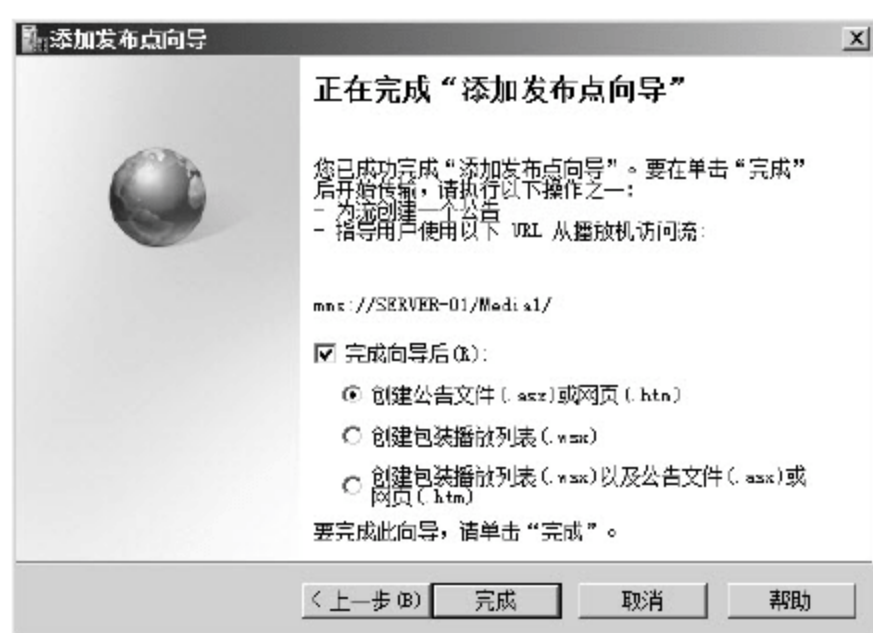 添加发布点向导
正在完成“添加发布点向导”
您已成功完成“添加发布点向导”。要在单击“完成”
后开始传输，请执行以下操作之一：
- 为流创建一个公告
- 指导用户使用以下 URL 从播放机访问流:
mms://SERVER-01/Media1/
完成向导后(R):
创建公告文件(.asx)或网页(.htm)
创建包装播放列表(.wsx)
创建包装播放列表(.wsx)以及公告文件(.asx)或
网页(.htm)
要完成此向导，请单击“完成”。
< 上一步(B) 完成 取消 帮助